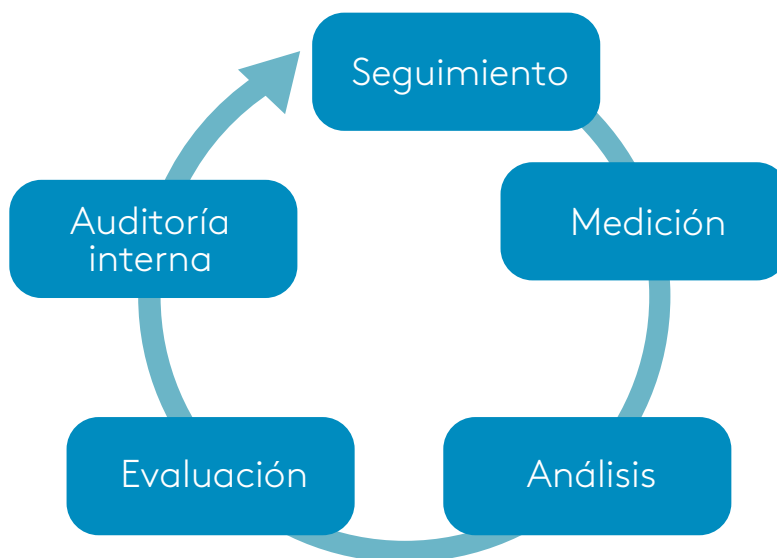 Seguimiento
Medición
Análisis
Evaluación
Auditoría
interna